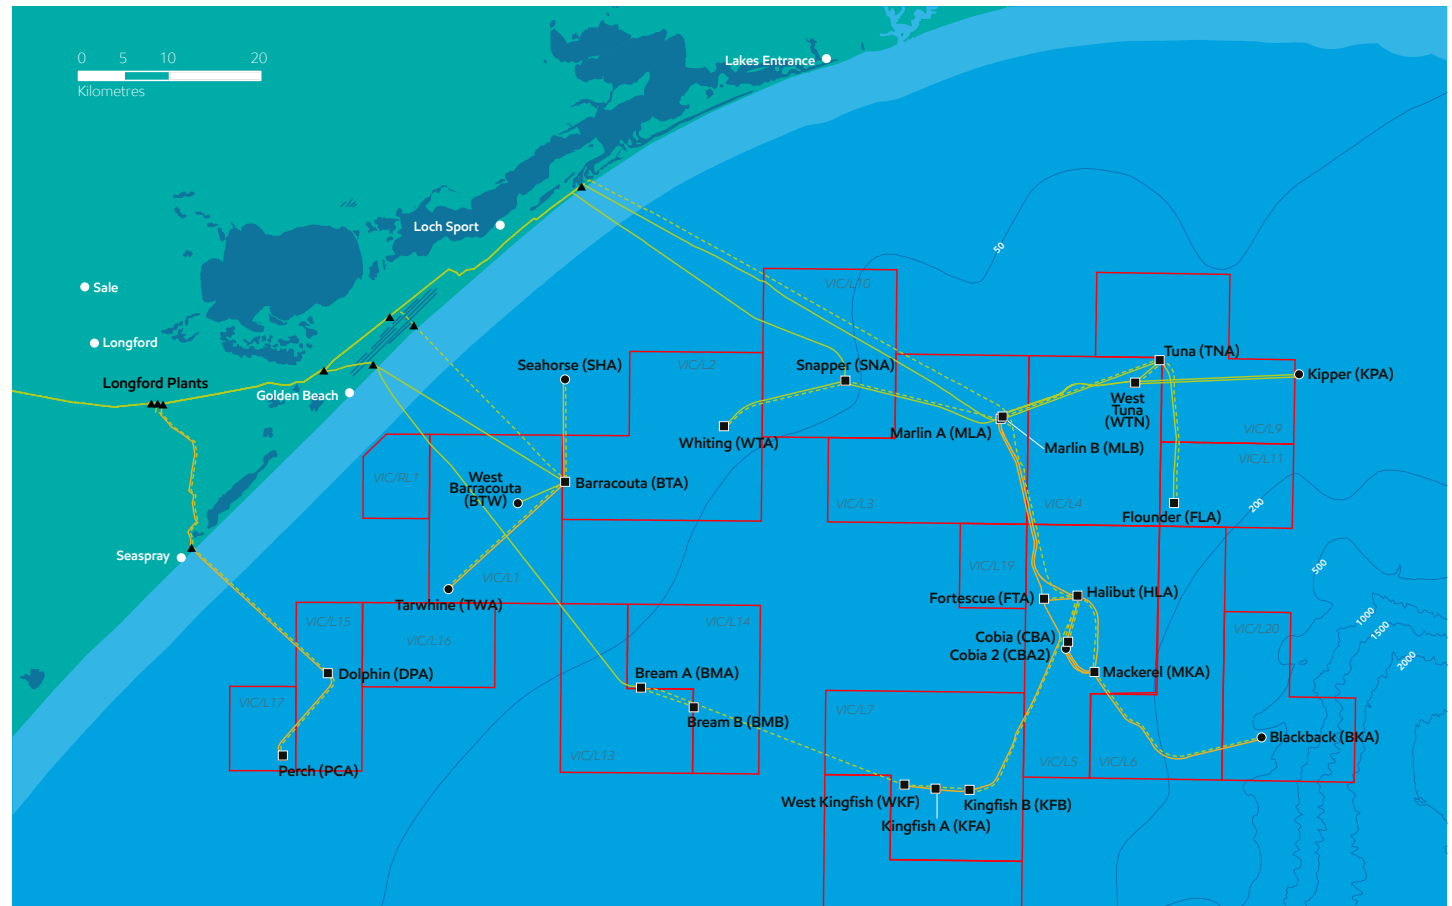 0 5 10 20
Kilometres
Lakes Entrance
Loch Sport
Sale
Longford
Longford Plants
Golden Beach
Seaspray
50
200
500
1000
1500
2000
VIC/L10
VIC/L2
Seahorse (SHA)
Snapper (SNA)
Tuna (TNA)
Kipper (KPA)
West
Tuna
(WTN)
Whiting (WTA)
Marlin A (MLA)
Marlin B (MLB)
VIC/L9
VIC/L11
VIC/RL1
West
Barracouta
(BTW)
Barracouta (BTA)
VIC/L3
VIC/L4
Flounder (FLA)
VIC/L1
Tarwhine (TWA)
VIC/L19
Fortescue (FTA)
Halibut (HLA)
VIC/L15
VIC/L16
VIC/L14
VIC/L20
Cobia (CBA)
Cobia 2 (CBA2)
Dolphin (DPA)
Bream A (BMA)
Mackerel (MKA)
VIC/L17
Bream B (BMB)
VIC/L7
Blackback (BKA)
Perch (PCA)
VIC/L13
VIC/L5
VIC/L6
West Kingfish (WKF)
Kingfish B (KFB)
Kingfish A (KFA)